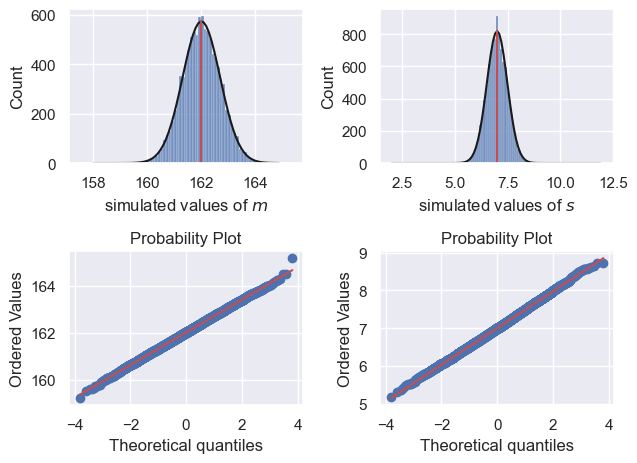 600
400
200
0
Count
158 160 162 164
simulated values of m
800
600
400
200
0
Count
2.5 5.0 7.5 10.0 12.5
simulated values of s
Probability Plot
164
162
160
Ordered Values
−4 −2 0 2 4
Theoretical quantiles
Probability Plot
9
8
7
6
5
Ordered Values
−4 −2 0 2 4
Theoretical quantiles